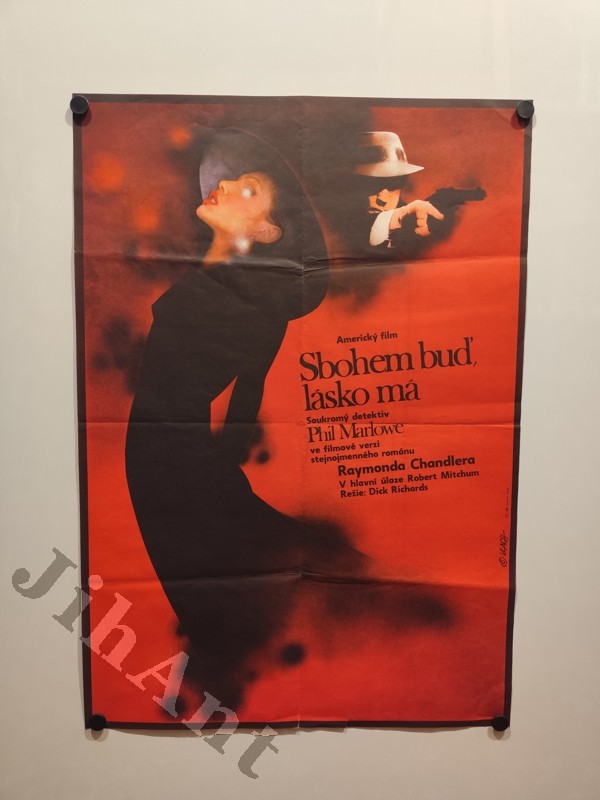 Americký film
Sbohem buď,
lásko má
Soukromý detektiv
Phil Marlowe
ve filmové verzi
stejnojmenného románu
Raymonda Chandlera
V hlavní úloze Robert Mitchum
Režie: Dick Richards
JihAnt